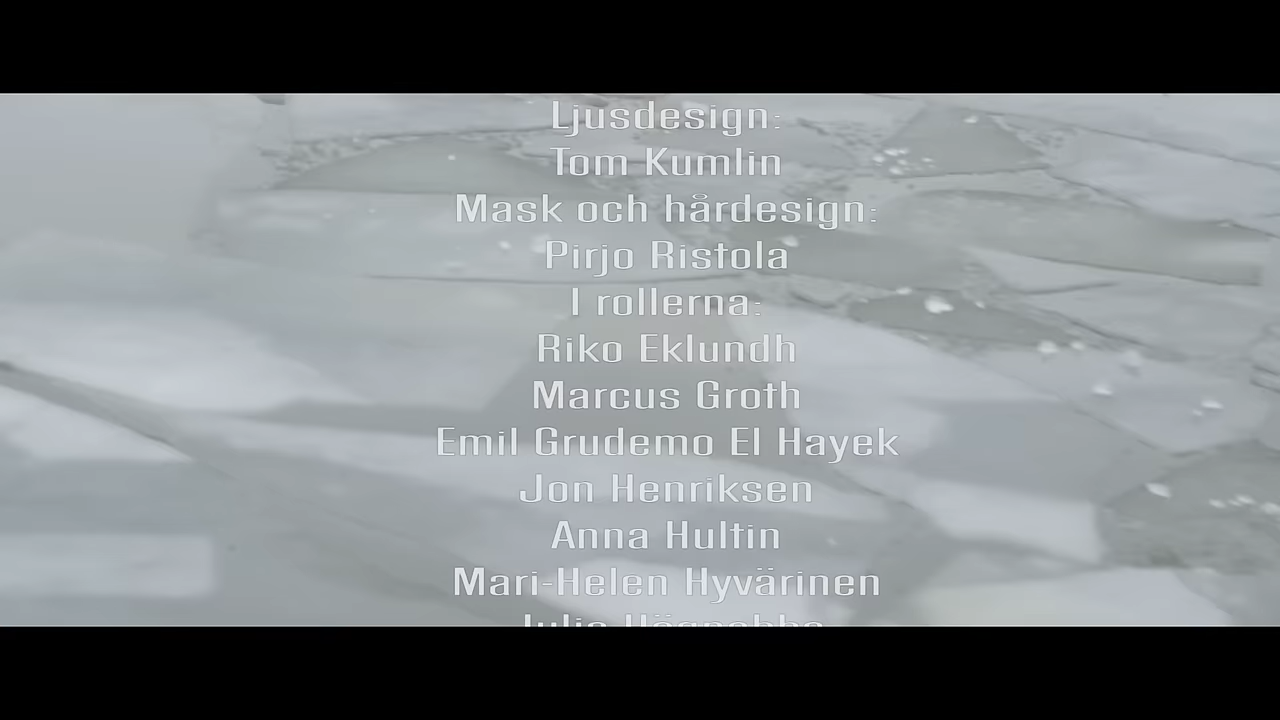 Ljusdesign:
Tom Kumlin
Mask och hårdesign:
Pirjo Ristola
I rollerna:
Riko Eklundh
Marcus Groth
Emil Grudemo El Hayek
Jon Henriksen
Anna Hultin
Mari-Helen Hyvärinen